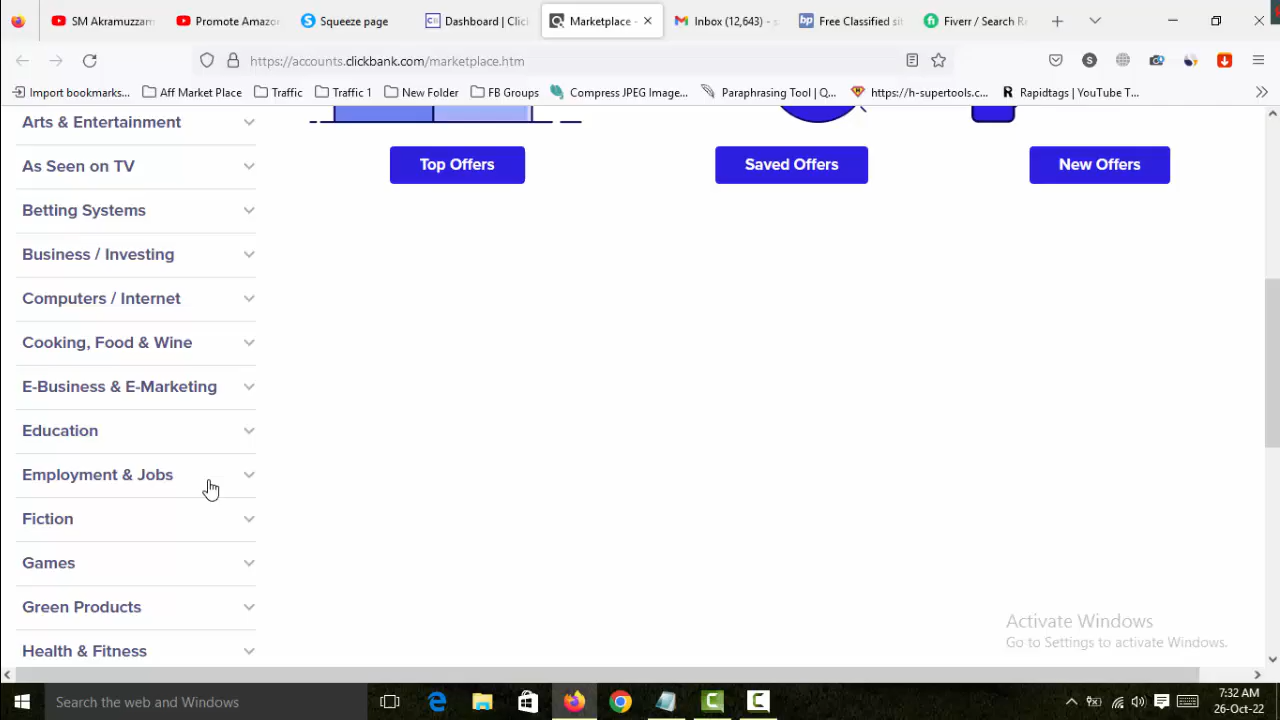 SM Akramuzzam
Promote Amazo
Squeeze page
Dashboard | Clic
Marketplace -
Inbox (12,643) - s
Free Classified sit
Fiverr / Search Re
https://accounts.clickbank.com/marketplace.htm
Import bookmarks...
Aff Market Place
Traffic
Traffic 1
New Folder
FB Groups
Compress JPEG Image...
Paraphrasing Tool | Q...
https://h-supertools.c...
Rapidtags | YouTube T...
Arts & Entertainment
As Seen on TV
Betting Systems
Business / Investing
Computers / Internet
Cooking, Food & Wine
E-Business & E-Marketing
Education
Employment & Jobs
Fiction
Games
Green Products
Health & Fitness
Top Offers
Saved Offers
New Offers
Activate Windows
Go to Settings to activate Windows.
Search the web and Windows
7:32 AM
26-Oct-22